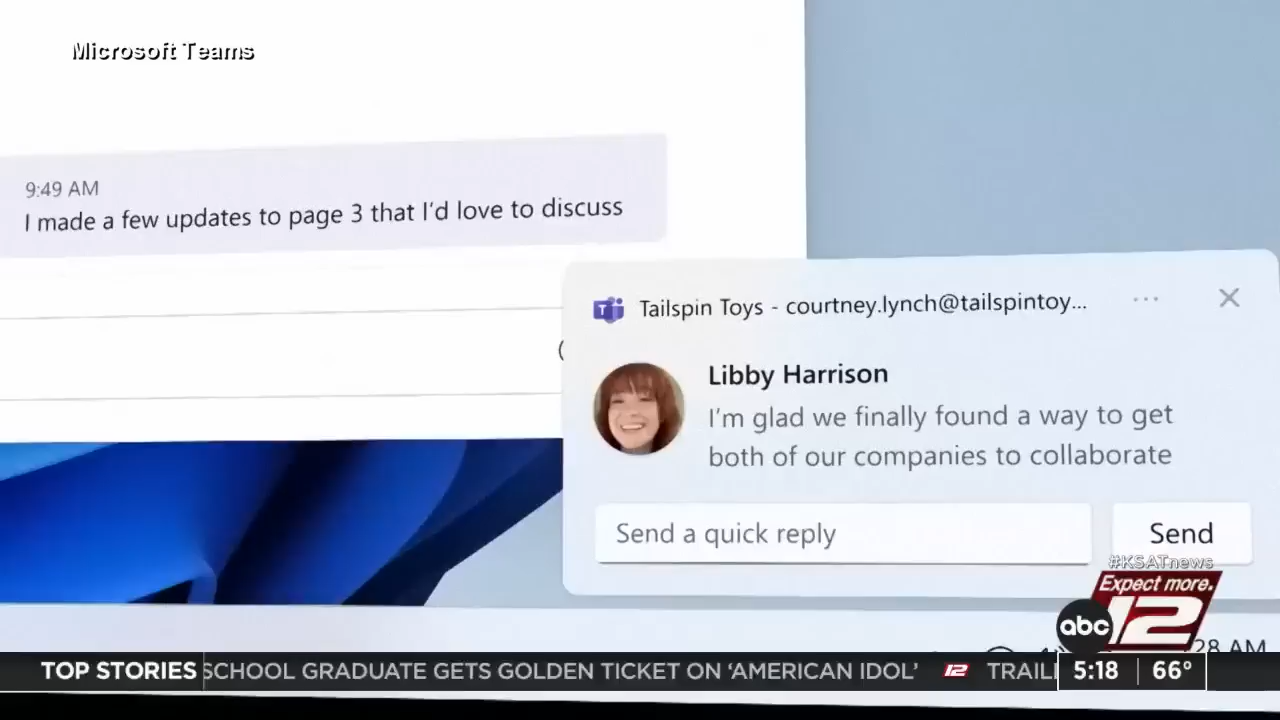 Microsoft Teams
9:49 AM
I made a few updates to page 3 that I'd love to discuss
Tailspin Toys - courtney.lynch@tailspintoy...
Libby Harrison
I'm glad we finally found a way to get
both of our companies to collaborate
Send a quick reply
Send
#KSATnews
Expect more.
abc 12
28 AM
TOP STORIES SCHOOL GRADUATE GETS GOLDEN TICKET ON 'AMERICAN IDOL' 12 TRAIL 5:18 66°